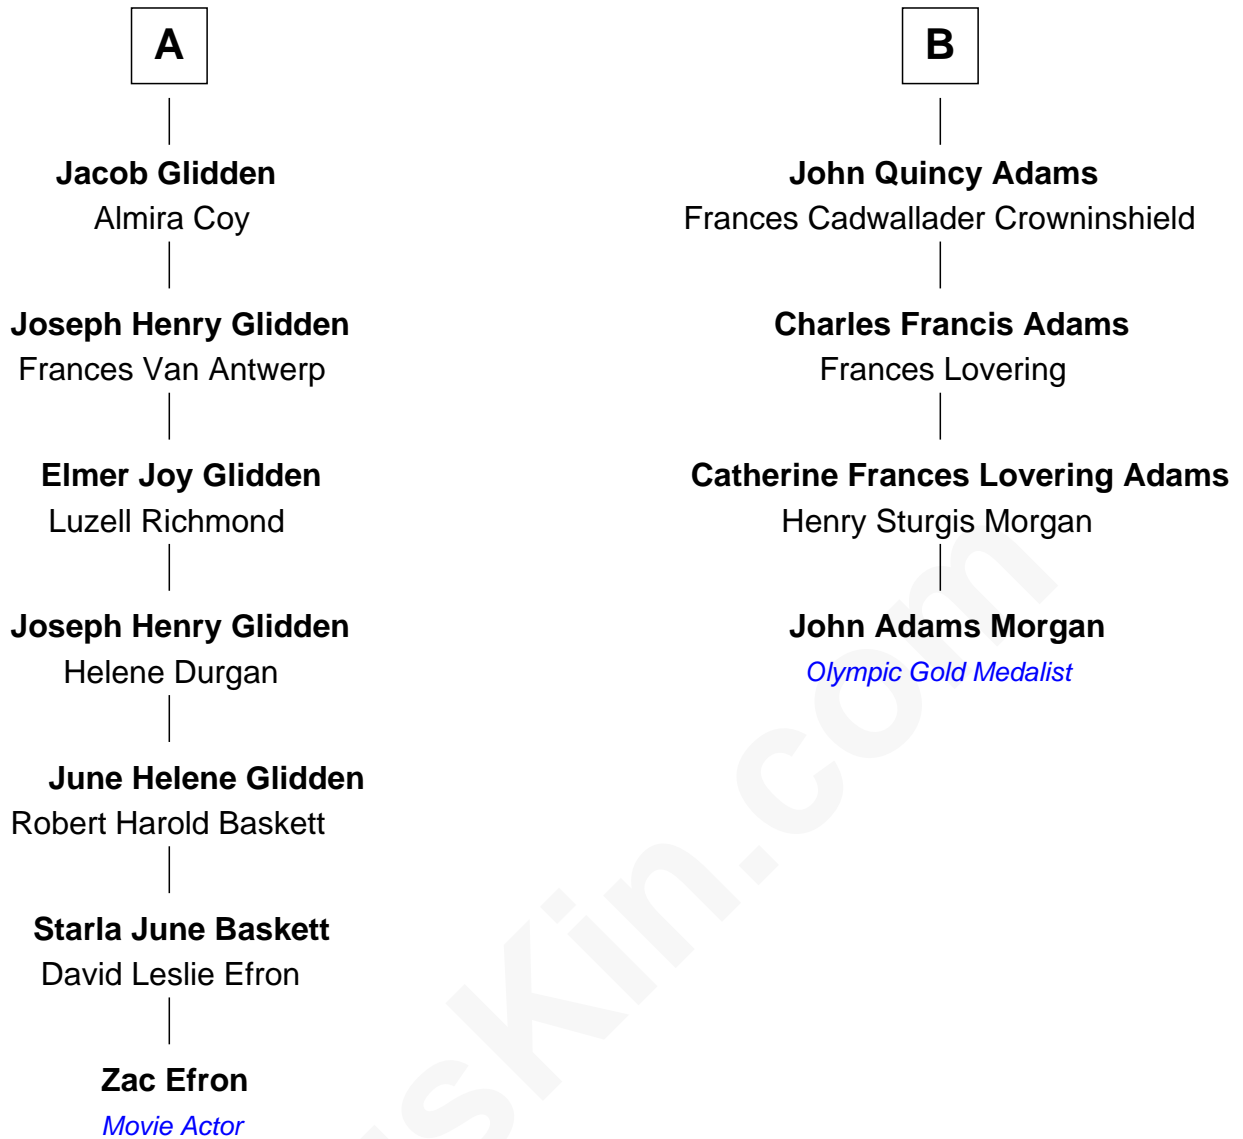 A
Jacob Glidden
Almira Coy
Joseph Henry Glidden
Frances Van Antwerp
Elmer Joy Glidden
Luzell Richmond
Joseph Henry Glidden
Helene Durgan
June Helene Glidden
Robert Harold Baskett
Starla June Baskett
David Leslie Efron
Zac Efron
Movie Actor
B
John Quincy Adams
Frances Cadwallader Crowninshield
Charles Francis Adams
Frances Lovering
Catherine Frances Lovering Adams
Henry Sturgis Morgan
John Adams Morgan
Olympic Gold Medalist
sKin.com